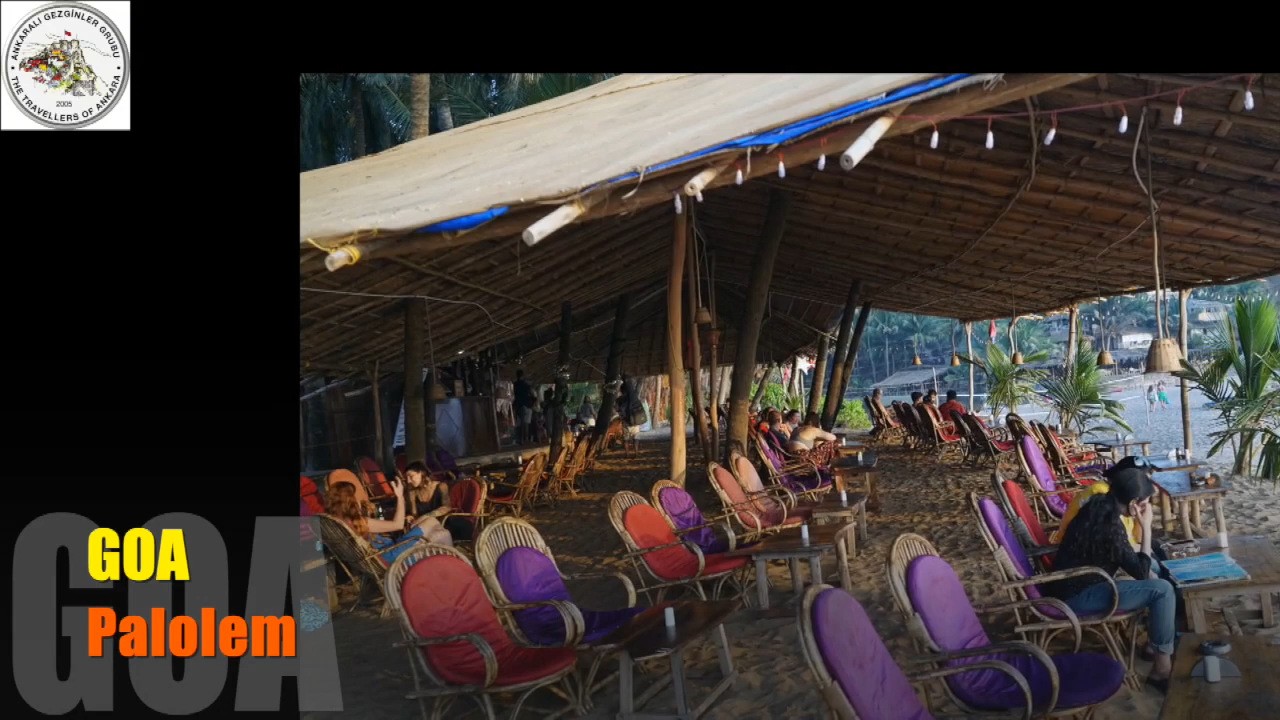 ANKARALI GEZGİNLER GRUBU
THE TRAVELLERS OF ANKARA
2005
GOA
GOA
Palolem